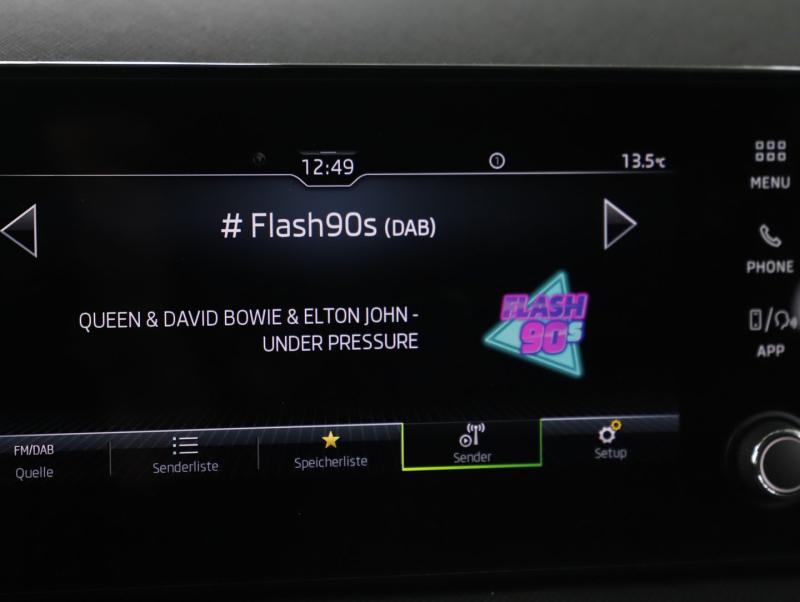 12:49
1
13.5°C
MENU
# Flash90s (DAB)
PHONE
QUEEN & DAVID BOWIE & ELTON JOHN -
UNDER PRESSURE
FLASH
90s
APP
FM/DAB
Quelle
Senderliste
Speicherliste
Sender
Setup